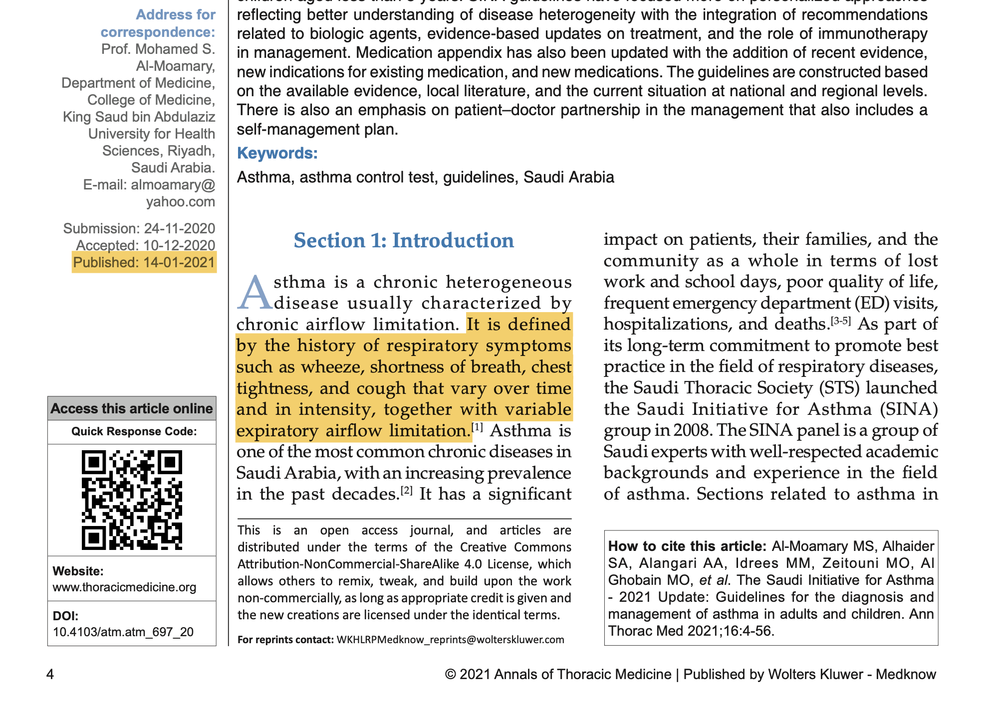 reflecting better understanding of disease heterogeneity with the integration of recommendations
related to biologic agents, evidence-based updates on treatment, and the role of immunotherapy
in management. Medication appendix has also been updated with the addition of recent evidence,
new indications for existing medication, and new medications. The guidelines are constructed based
on the available evidence, local literature, and the current situation at national and regional levels.
There is also an emphasis on patient–doctor partnership in the management that also includes a
self-management plan.
Keywords:
Asthma, asthma control test, guidelines, Saudi Arabia
Address for
correspondence:
Prof. Mohamed S.
Al-Moamary,
Department of Medicine,
College of Medicine,
King Saud bin Abdulaziz
University for Health
Sciences, Riyadh,
Saudi Arabia.
E-mail: almoamary@
yahoo.com
Submission: 24-11-2020
Accepted: 10-12-2020
Published: 14-01-2021
Access this article online
Quick Response Code:
Website:
www.thoracicmedicine.org
DOI:
10.4103/atm.atm_697_20
Section 1: Introduction
Asthma is a chronic heterogeneous
disease usually characterized by
chronic airflow limitation. It is defined
by the history of respiratory symptoms
such as wheeze, shortness of breath, chest
tightness, and cough that vary over time
and in intensity, together with variable
expiratory airflow limitation.[1] Asthma is
one of the most common chronic diseases in
Saudi Arabia, with an increasing prevalence
in the past decades.[2] It has a significant
impact on patients, their families, and the
community as a whole in terms of lost
work and school days, poor quality of life,
frequent emergency department (ED) visits,
hospitalizations, and deaths.[3-5] As part of
its long-term commitment to promote best
practice in the field of respiratory diseases,
the Saudi Thoracic Society (STS) launched
the Saudi Initiative for Asthma (SINA)
group in 2008. The SINA panel is a group of
Saudi experts with well-respected academic
backgrounds and experience in the field
of asthma. Sections related to asthma in
This is an open access journal, and articles are
distributed under the terms of the Creative Commons
Attribution-NonCommercial-ShareAlike 4.0 License, which
allows others to remix, tweak, and build upon the work
non-commercially, as long as appropriate credit is given and
the new creations are licensed under the identical terms.
For reprints contact: WKHLRPMedknow_reprints@wolterskluwer.com
How to cite this article: Al-Moamary MS, Alhaider
SA, Alangari AA, Idrees MM, Zeitouni MO, Al
Ghobain MO, et al. The Saudi Initiative for Asthma
- 2021 Update: Guidelines for the diagnosis and
management of asthma in adults and children. Ann
Thorac Med 2021;16:4-56.
4
© 2021 Annals of Thoracic Medicine | Published by Wolters Kluwer - Medknow